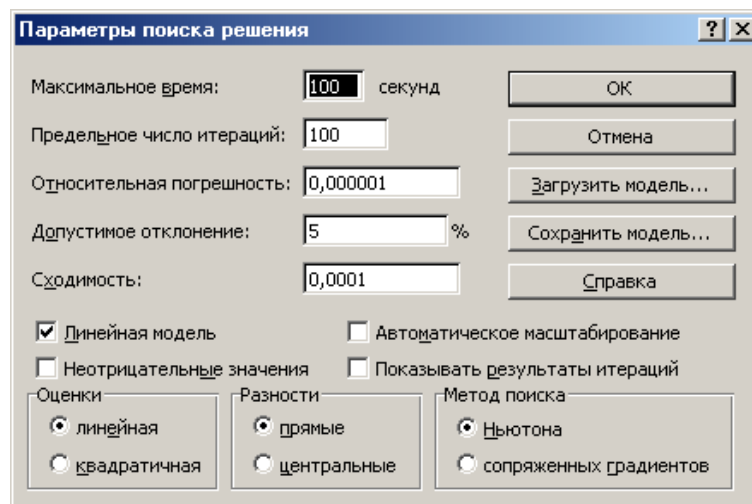 Параметры поиска решения
Максимальное время: 100 секунд
ОК
Предельное число итераций: 100
Отмена
Относительная погрешность: 0,000001
Загрузить модель...
Допустимое отклонение: 5 %
Сохранить модель...
Сходимость: 0,0001
Справка
Линейная модель
Автоматическое масштабирование
Неотрицательные значения
Показывать результаты итераций
Оценки
линейная
квадратичная
Разности
прямые
центральные
Метод поиска
Ньютона
сопряженных градиентов